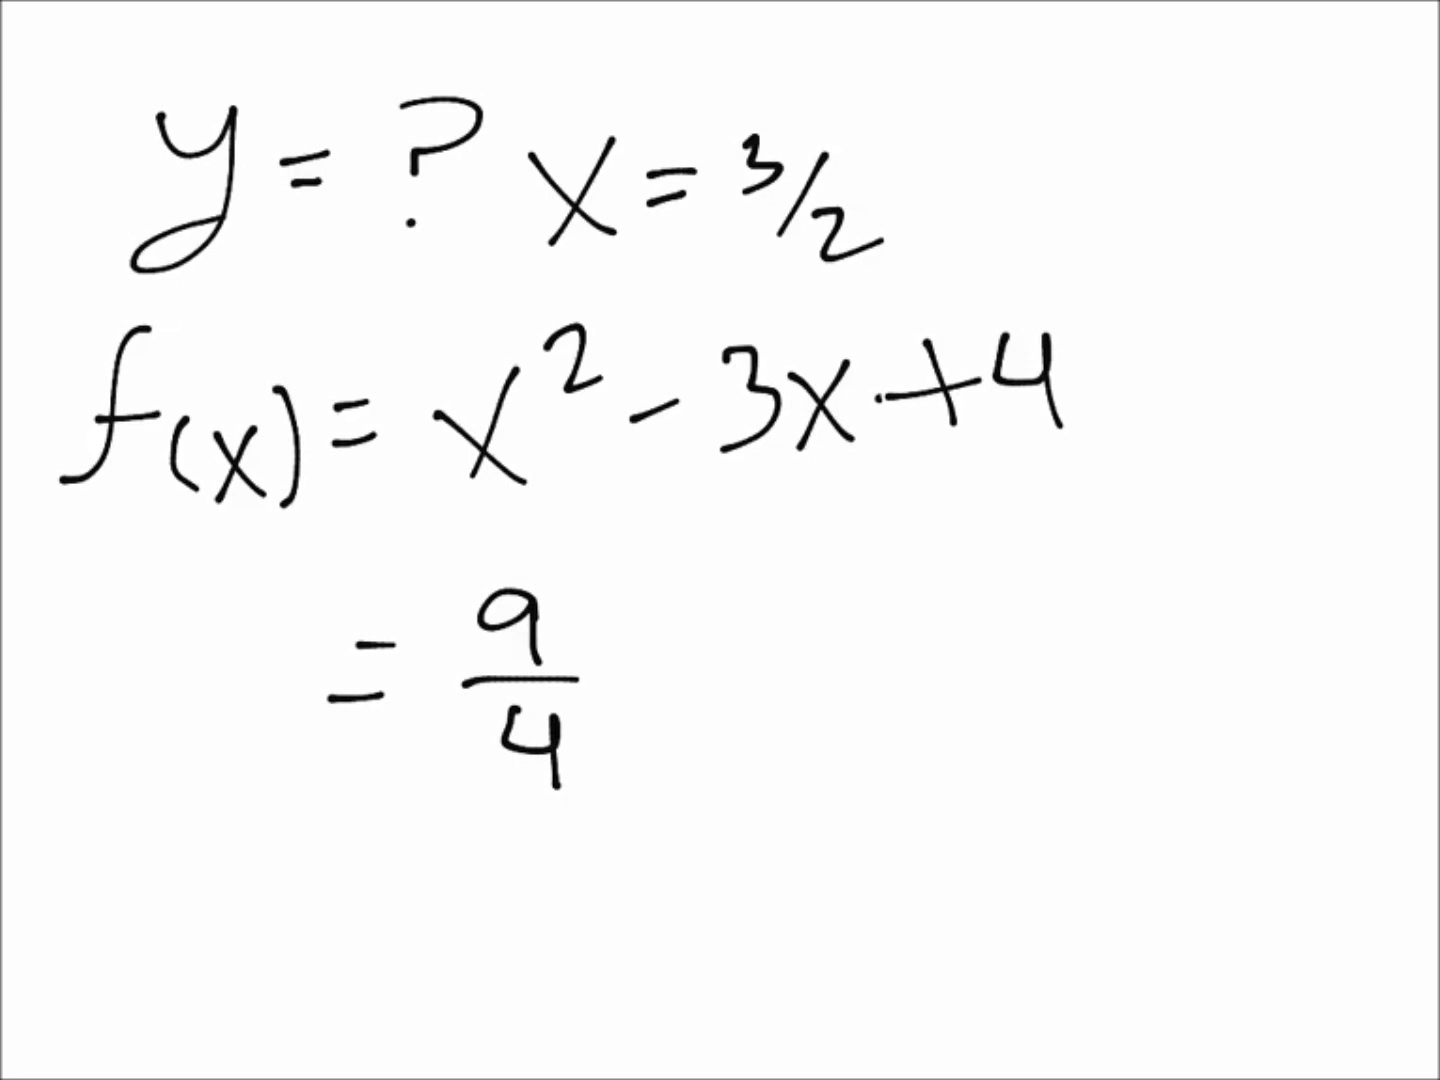 y = ? x = 3/2
f(x) = x² - 3x + 4
= 9/4